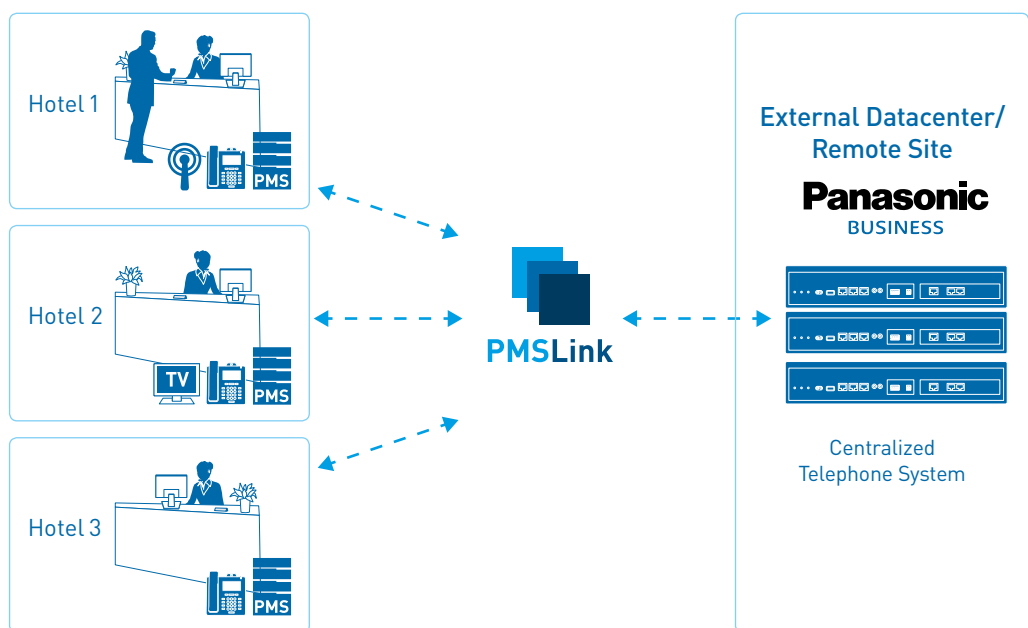 Hotel 1
PMS
Hotel 2
TV
PMS
Hotel 3
PMS
PMSLink
External Datacenter/
Remote Site
Panasonic
BUSINESS
Centralized
Telephone System